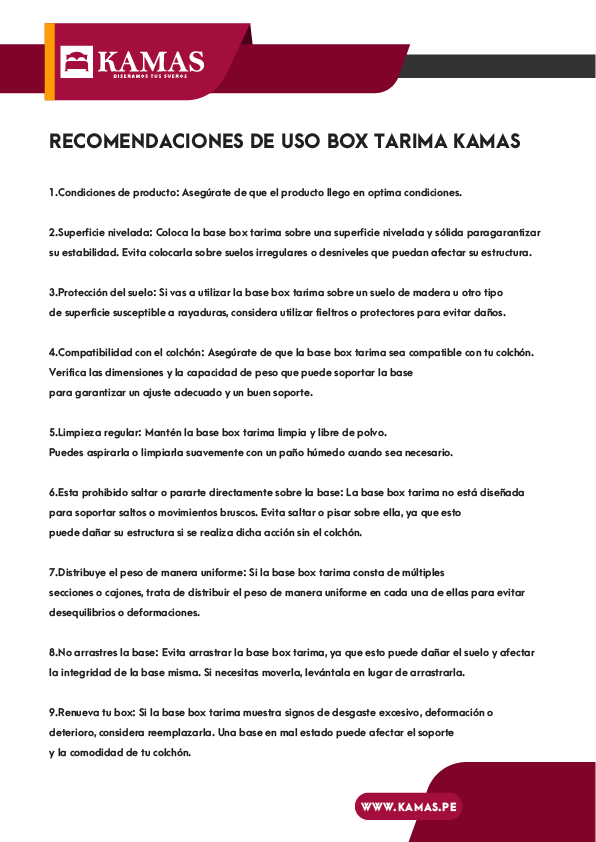 KAMAS
DISEÑAMOS TUS SUEÑOS
RECOMENDACIONES DE USO BOX TARIMA KAMAS
1.Condiciones de producto: Asegúrate de que el producto llego en optima condiciones.
2.Superficie nivelada: Coloca la base box tarima sobre una superficie nivelada y sólida paragarantizar
su estabilidad. Evita colocarla sobre suelos irregulares o desniveles que puedan afectar su estructura.
3.Protección del suelo: Si vas a utilizar la base box tarima sobre un suelo de madera u otro tipo
de superficie susceptible a rayaduras, considera utilizar fieltros o protectores para evitar daños.
4.Compatibilidad con el colchón: Asegúrate de que la base box tarima sea compatible con tu colchón.
Verifica las dimensiones y la capacidad de peso que puede soportar la base
para garantizar un ajuste adecuado y un buen soporte.
5.Limpieza regular: Mantén la base box tarima limpia y libre de polvo.
Puedes aspirarla o limpiarla suavemente con un paño húmedo cuando sea necesario.
6.Esta prohibido saltar o pararte directamente sobre la base: La base box tarima no está diseñada
para soportar saltos o movimientos bruscos. Evita saltar o pisar sobre ella, ya que esto
puede dañar su estructura si se realiza dicha acción sin el colchón.
7.Distribuye el peso de manera uniforme: Si la base box tarima consta de múltiples
secciones o cajones, trata de distribuir el peso de manera uniforme en cada una de ellas para evitar
desequilibrios o deformaciones.
8.No arrastres la base: Evita arrastrar la base box tarima, ya que esto puede dañar el suelo y afectar
la integridad de la base misma. Si necesitas moverla, levántala en lugar de arrastrarla.
9.Renueva tu box: Si la base box tarima muestra signos de desgaste excesivo, deformación o
deterioro, considera reemplazarla. Una base en mal estado puede afectar el soporte
y la comodidad de tu colchón.
WWW.KAMAS.PE